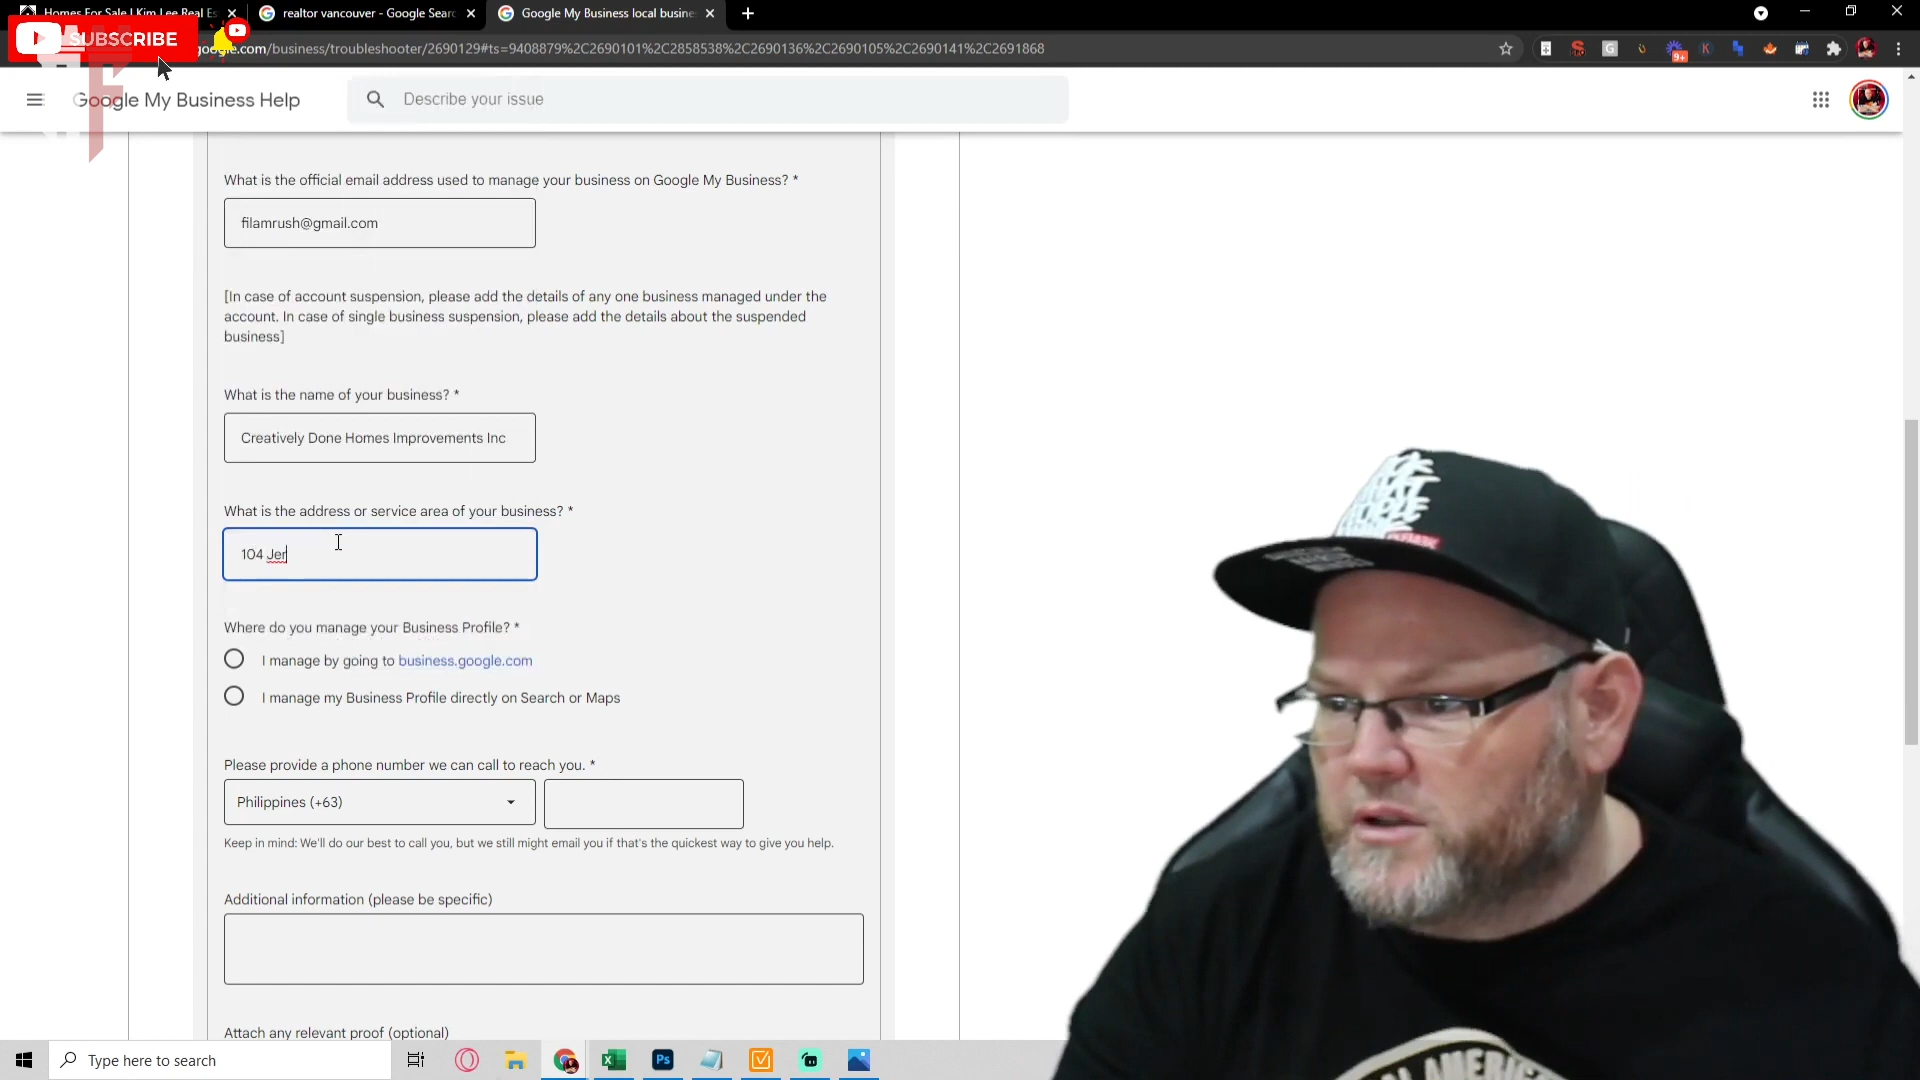 Homes For Sale | Kim Lee Real Es
realtor vancouver - Google Searc
Google My Business local busine
SUBSCRIBE
google.com/business/troubleshooter/2690129#ts=9408879%2C2690101%2C2858538%2C2690136%2C2690105%2C2690141%2C2691868
9+
Google My Business Help
Describe your issue
What is the official email address used to manage your business on Google My Business? *
filamrush@gmail.com
[In case of account suspension, please add the details of any one business managed under the
account. In case of single business suspension, please add the details about the suspended
business]
What is the name of your business? *
Creatively Done Homes Improvements Inc
What is the address or service area of your business? *
104 Jer
Where do you manage your Business Profile? *
I manage by going to business.google.com
I manage my Business Profile directly on Search or Maps
Please provide a phone number we can call to reach you. *
Philippines (+63)
Keep in mind: We'll do our best to call you, but we still might email you if that's the quickest way to give you help.
Additional information (please be specific)
Attach any relevant proof (optional)
Type here to search
Ps